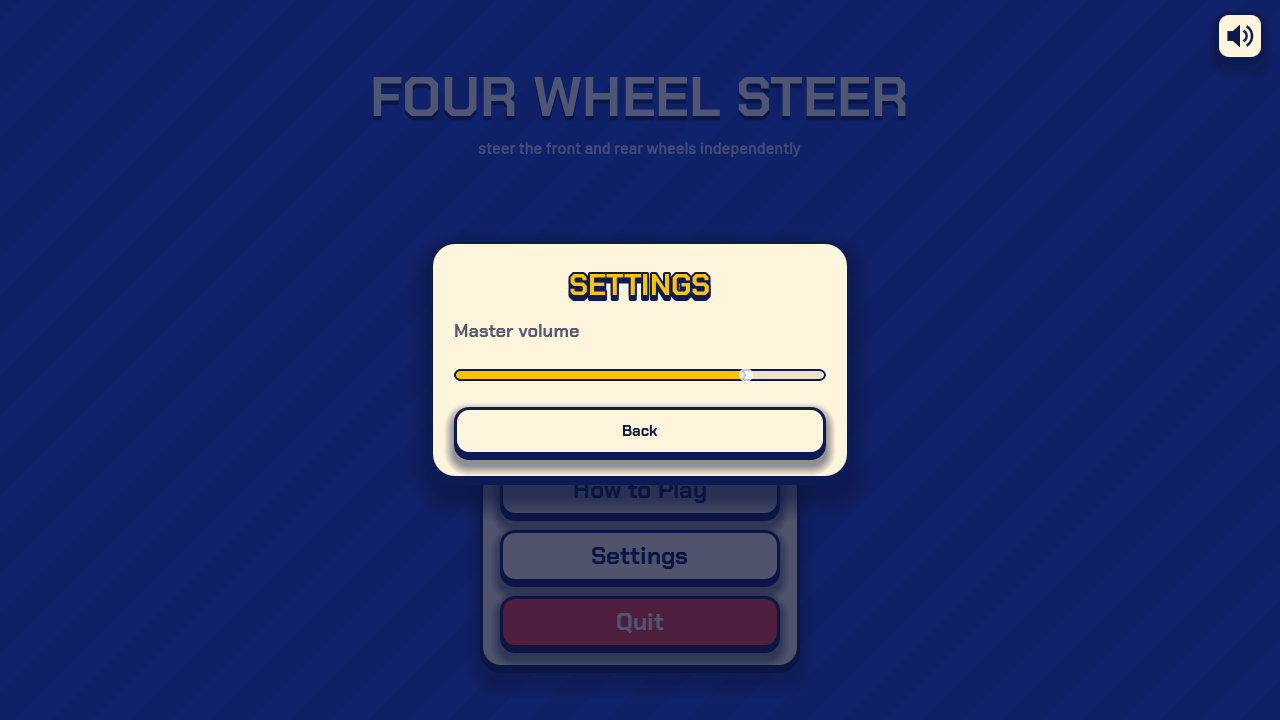 FOUR WHEEL STEER
steer the front and rear wheels independently
SETTINGS
Master volume
Back
How to Play
Settings
Quit